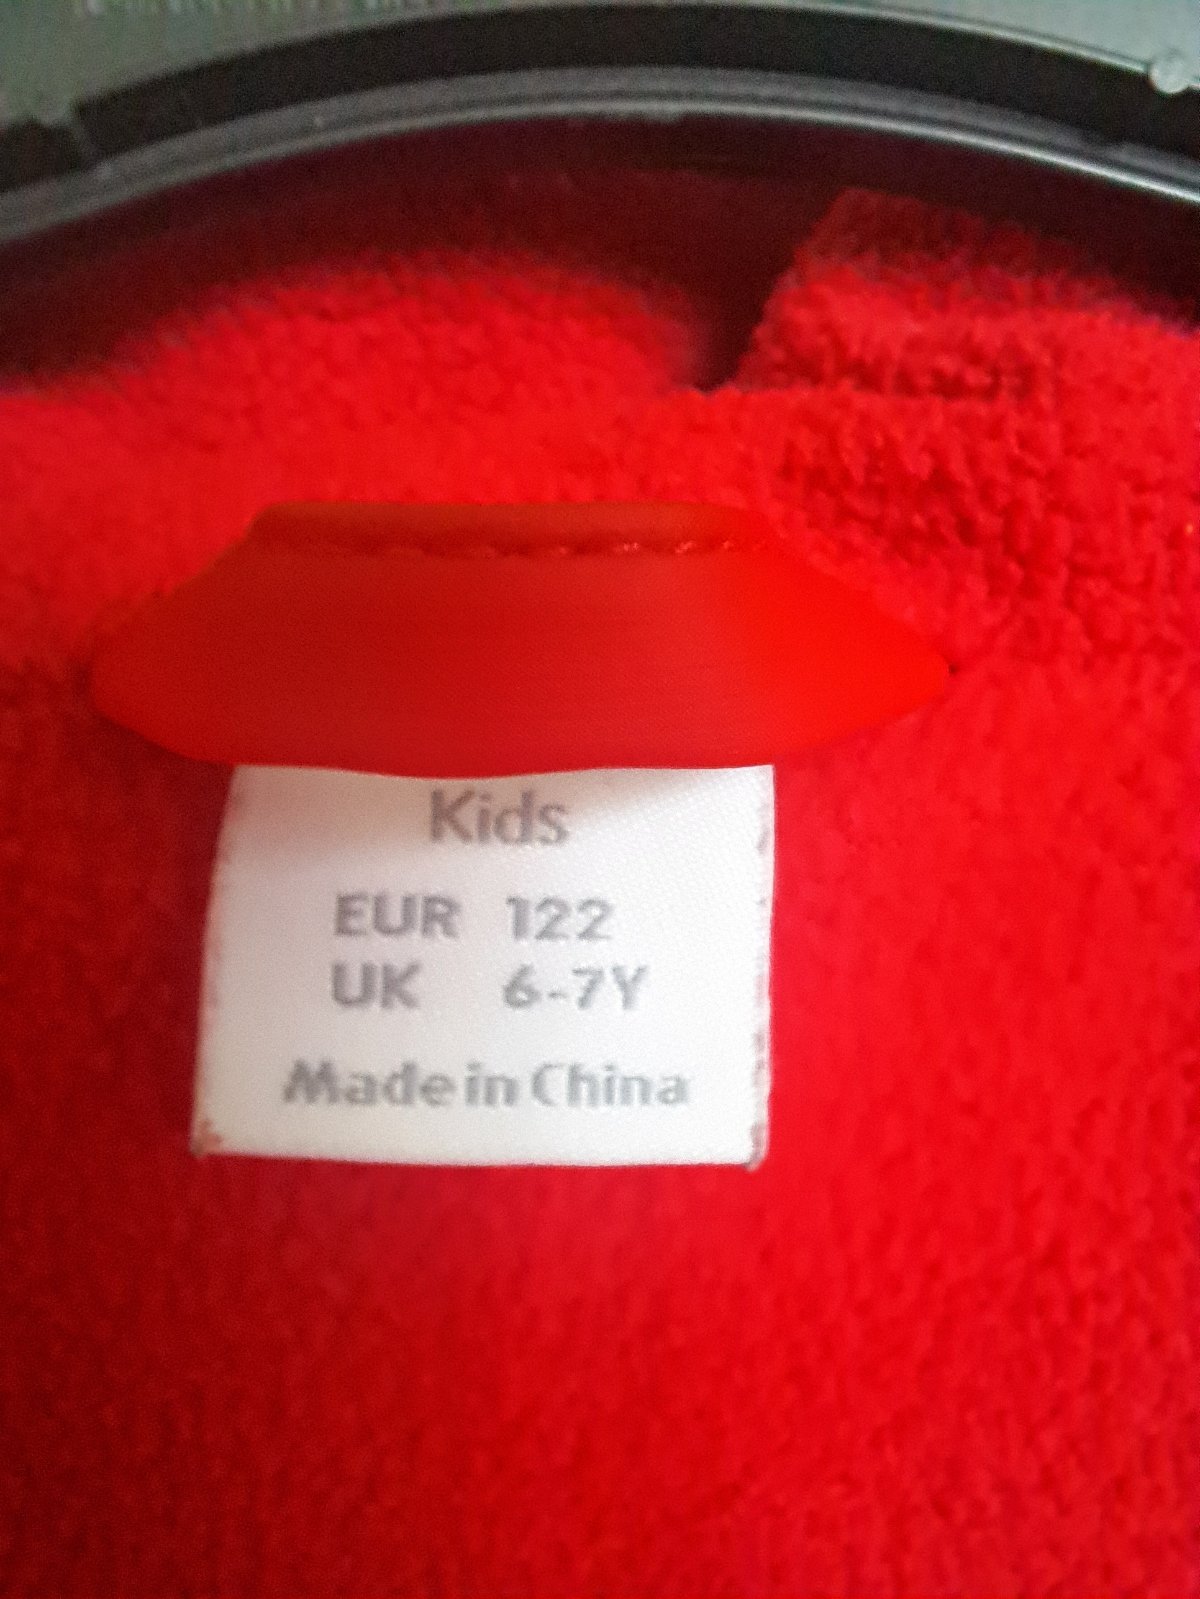 Kids
EUR 122
UK 6-7Y
Made in China